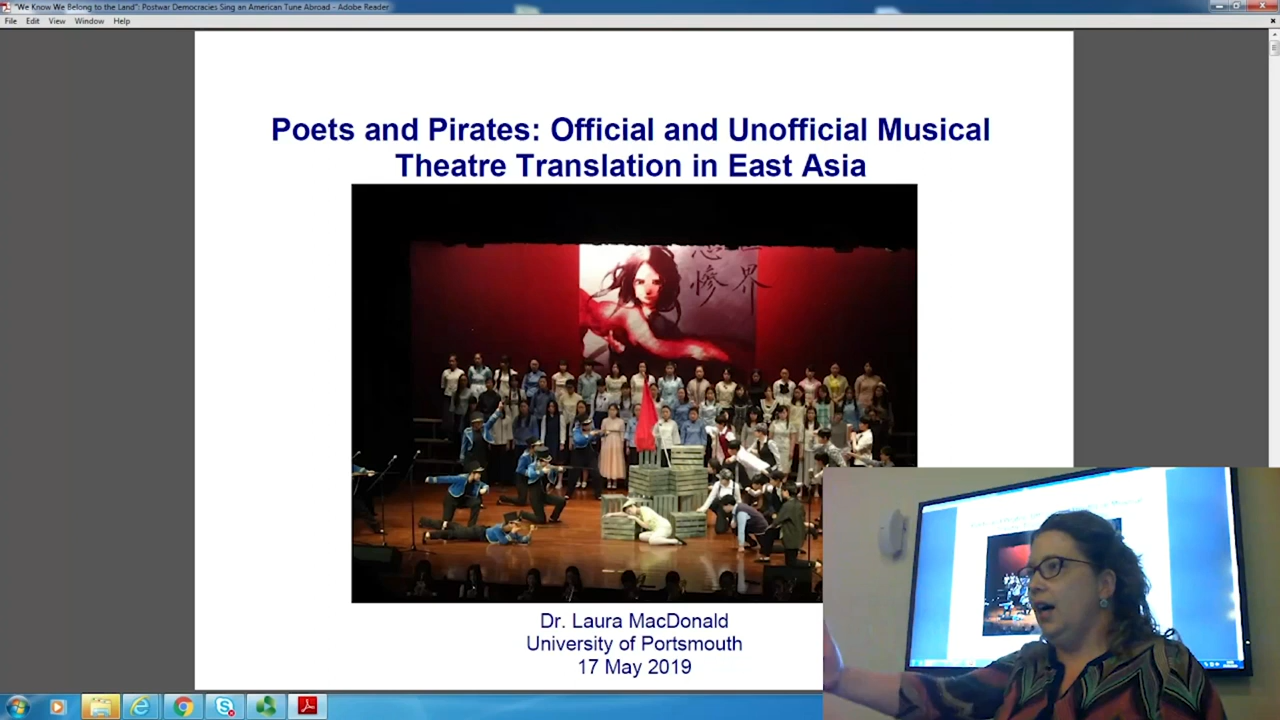 "We Know We Belong to the Land": Postwar Democracies Sing an American Tune Abroad - Adobe Reader
File Edit View Window Help
Poets and Pirates: Official and Unofficial Musical
Theatre Translation in East Asia
慘 界
Dr. Laura MacDonald
University of Portsmouth
17 May 2019